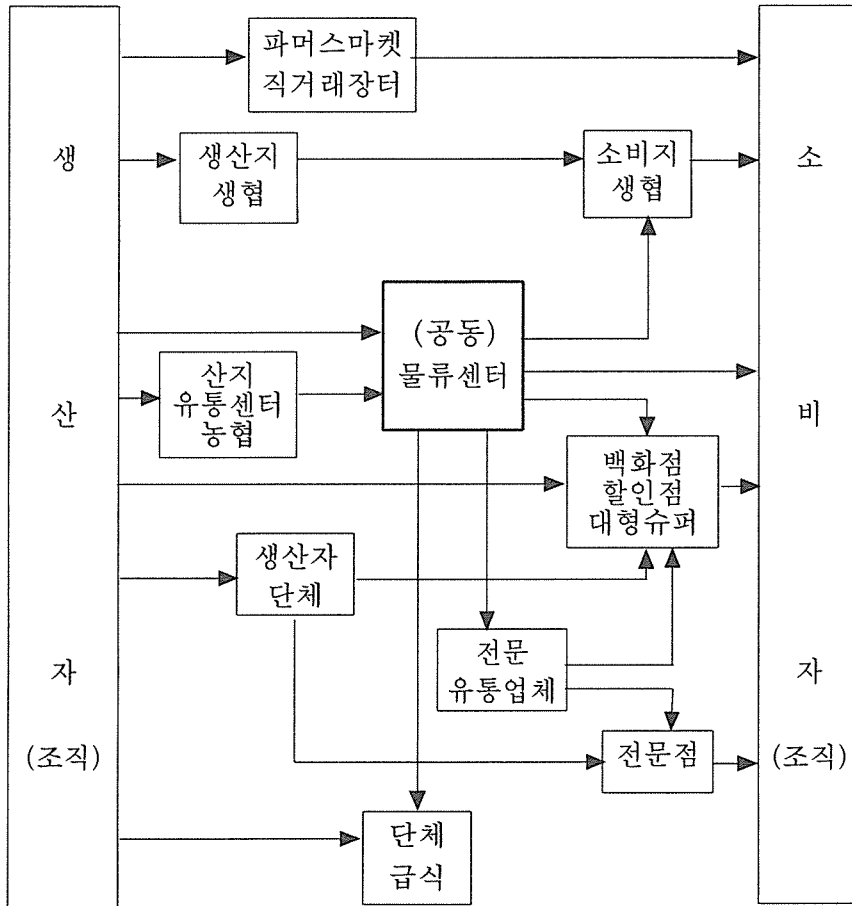 파머스마켓
직거래장터
생
산
자
(조직)
생산지
생협
소비지
생협
소
비
자
(조직)
(공동)
물류센터
산지
유통센터
농협
백화점
할인점
대형슈퍼
생산자
단체
전문
유통업체
전문점
단체
급식